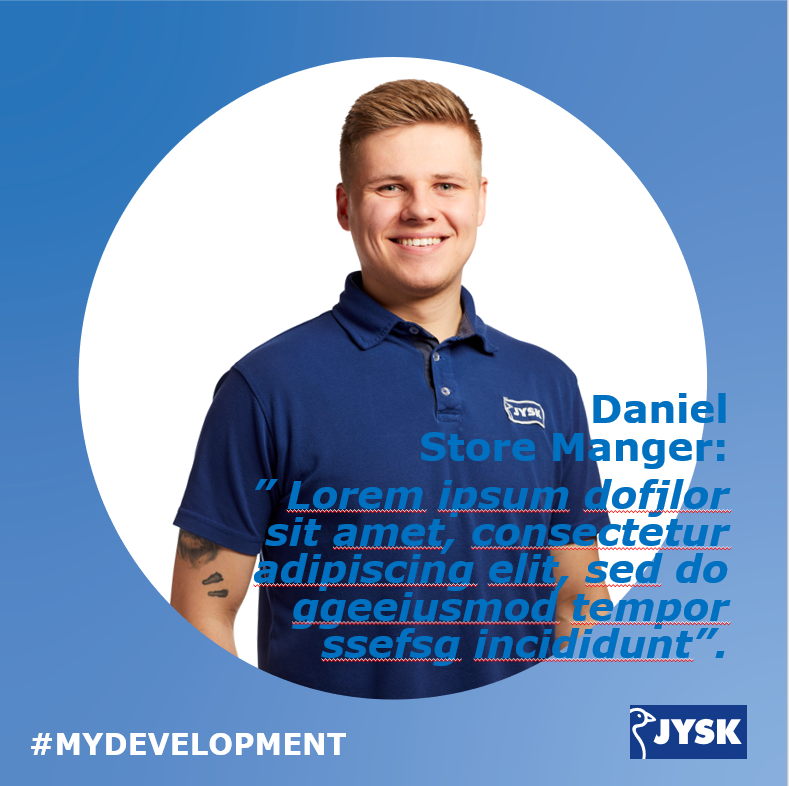 JYSK
Daniel
Store Manger:
” Lorem ipsum dofjlor
sit amet, consectetur
adipiscing elit, sed do
ggeeiusmod tempor
ssefsg incididunt”.
#MYDEVELOPMENT
JYSK